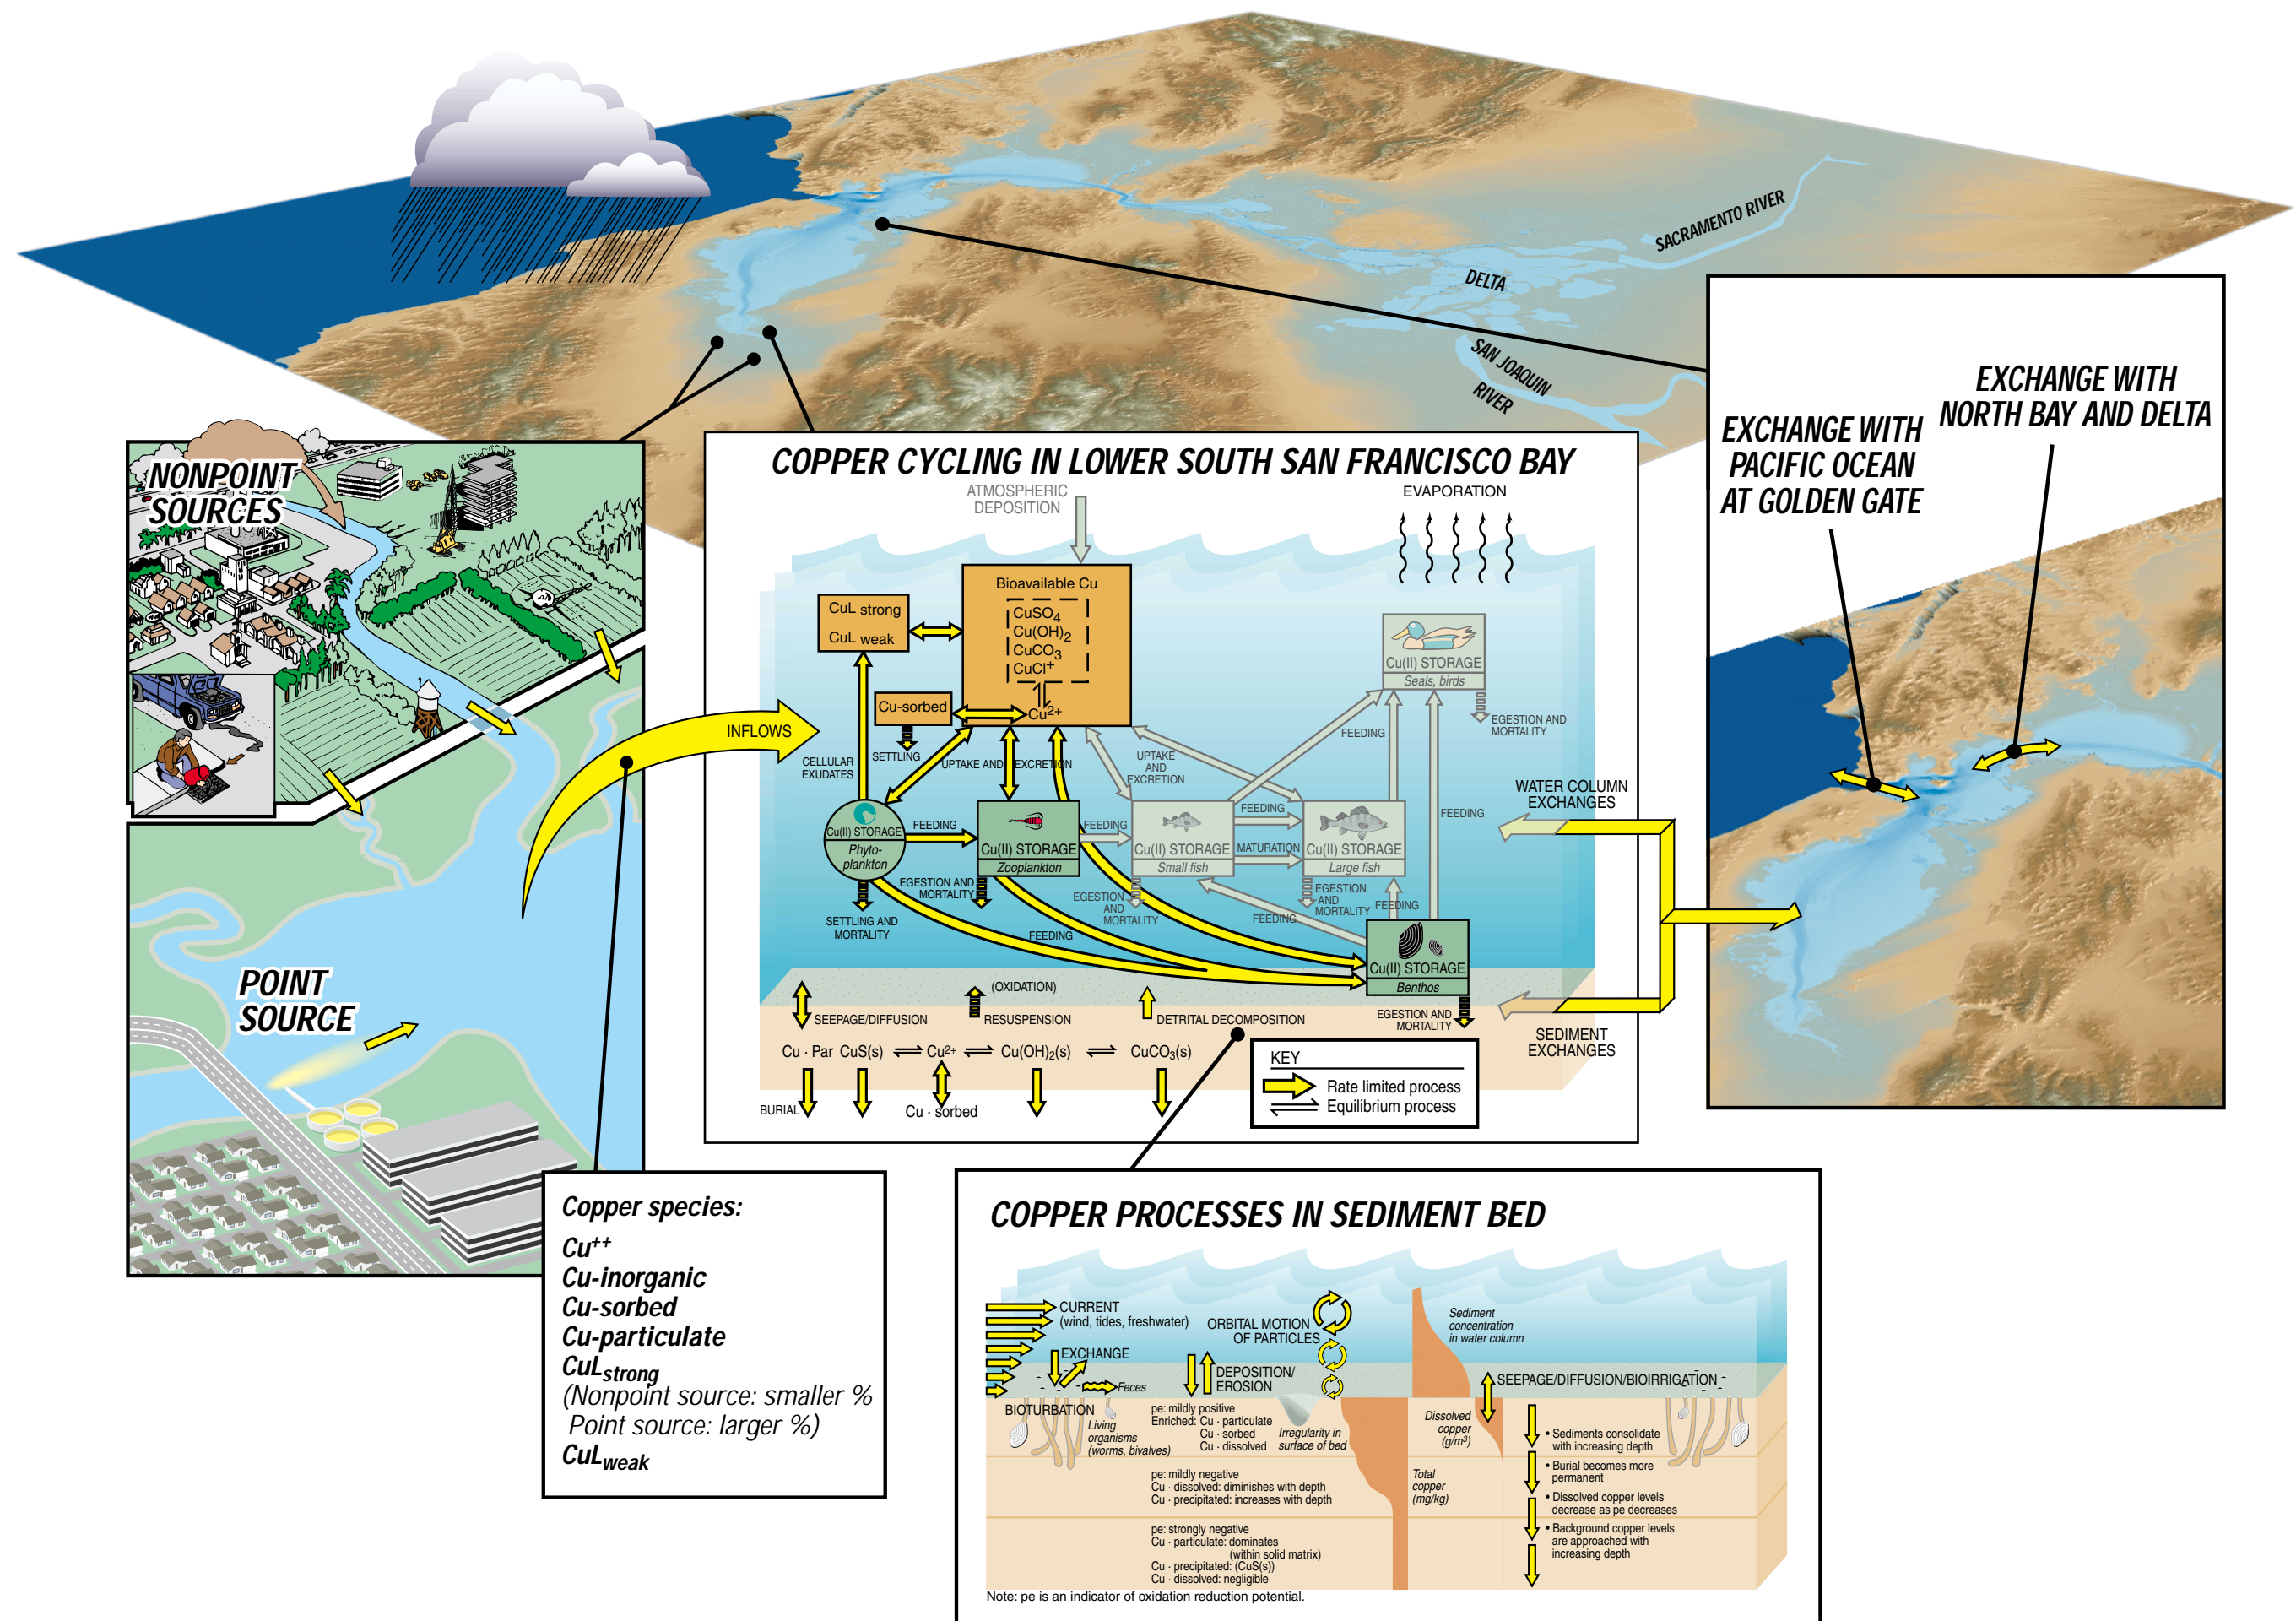 SACRAMENTO RIVER
DELTA
SAN JOAQUIN
RIVER
NONPOINT
SOURCES
POINT
SOURCE
INFLOWS
Copper species:
Cu++
Cu-inorganic
Cu-sorbed
Cu-particulate
CuLstrong
(Nonpoint source: smaller %
Point source: larger %)
CuLweak
COPPER CYCLING IN LOWER SOUTH SAN FRANCISCO BAY
ATMOSPHERIC
DEPOSITION
EVAPORATION
Bioavailable Cu
CuSO4
Cu(OH)2
CuCO3
CuCl+
Cu2+
CuL strong
CuL weak
Cu-sorbed
SETTLING
CELLULAR
EXUDATES
UPTAKE AND EXCRETION
UPTAKE
AND
EXCRETION
FEEDING
Cu(II) STORAGE
Seals, birds
EGESTION AND
MORTALITY
Cu(II) STORAGE
Phyto-
plankton
FEEDING
Cu(II) STORAGE
Zooplankton
FEEDING
Cu(II) STORAGE
Small fish
FEEDING
MATURATION
Cu(II) STORAGE
Large fish
FEEDING
SETTLING AND
MORTALITY
EGESTION AND
MORTALITY
EGESTION
AND
MORTALITY
EGESTION
AND
MORTALITY
FEEDING
FEEDING
FEEDING
Cu(II) STORAGE
Benthos
EGESTION AND
MORTALITY
WATER COLUMN
EXCHANGES
SEDIMENT
EXCHANGES
SEEPAGE/DIFFUSION
(OXIDATION)
RESUSPENSION
DETRITAL DECOMPOSITION
Cu · Par CuS(s) ⇌ Cu2+ ⇌ Cu(OH)2(s) ⇌ CuCO3(s)
BURIAL
Cu · sorbed
KEY
Rate limited process
Equilibrium process
EXCHANGE WITH
PACIFIC OCEAN
AT GOLDEN GATE
EXCHANGE WITH
NORTH BAY AND DELTA
COPPER PROCESSES IN SEDIMENT BED
CURRENT
(wind, tides, freshwater)
EXCHANGE
Feces
BIOTURBATION
Living
organisms
(worms, bivalves)
ORBITAL MOTION
OF PARTICLES
DEPOSITION/
EROSION
pe: mildly positive
Enriched: Cu · particulate
Cu · sorbed
Cu · dissolved
Irregularity in
surface of bed
pe: mildly negative
Cu · dissolved: diminishes with depth
Cu · precipitated: increases with depth
pe: strongly negative
Cu · particulate: dominates
(within solid matrix)
Cu · precipitated: (CuS(s))
Cu · dissolved: negligible
Sediment
concentration
in water column
Dissolved
copper
(g/m3)
Total
copper
(mg/kg)
SEEPAGE/DIFFUSION/BIOIRRIGATION
• Sediments consolidate
with increasing depth
• Burial becomes more
permanent
• Dissolved copper levels
decrease as pe decreases
• Background copper levels
are approached with
increasing depth
Note: pe is an indicator of oxidation reduction potential.